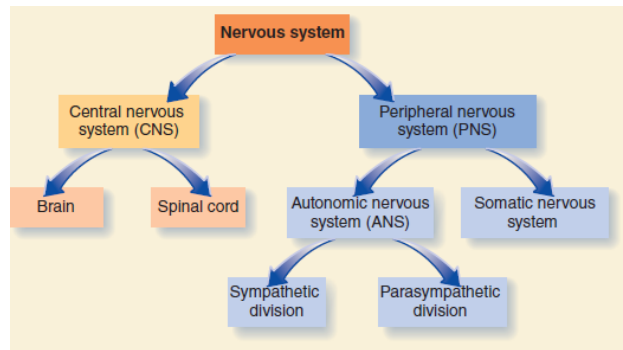 Nervous system
Central nervous
system (CNS)
Peripheral nervous
system (PNS)
Brain
Spinal cord
Autonomic nervous
system (ANS)
Somatic nervous
system
Sympathetic
division
Parasympathetic
division